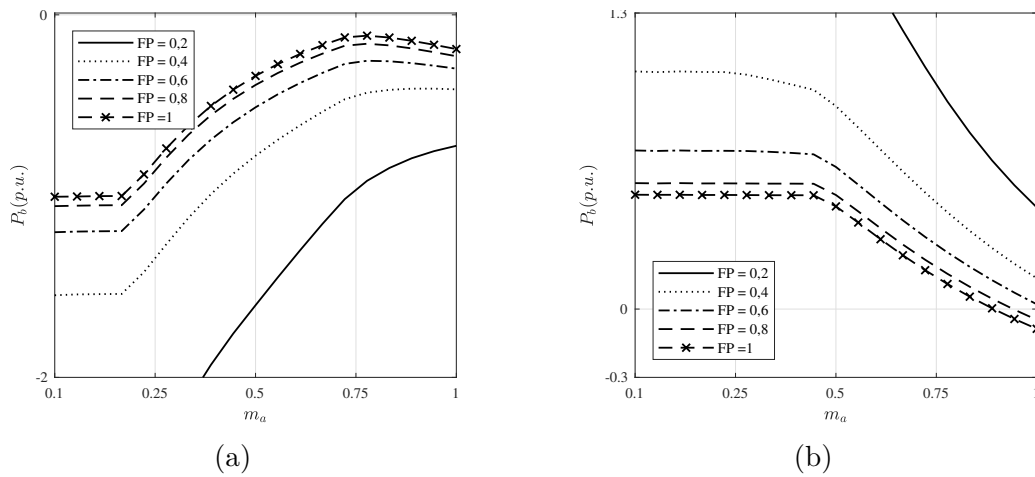 0
-2
P_b(p.u.)
FP = 0,2
FP = 0,4
FP = 0,6
FP = 0,8
FP =1
0.1 0.25 0.5 0.75 1
m_a
(a)
1.3
0
-0.3
P_b(p.u.)
FP = 0,2
FP = 0,4
FP = 0,6
FP = 0,8
FP =1
0.1 0.25 0.5 0.75 1
m_a
(b)